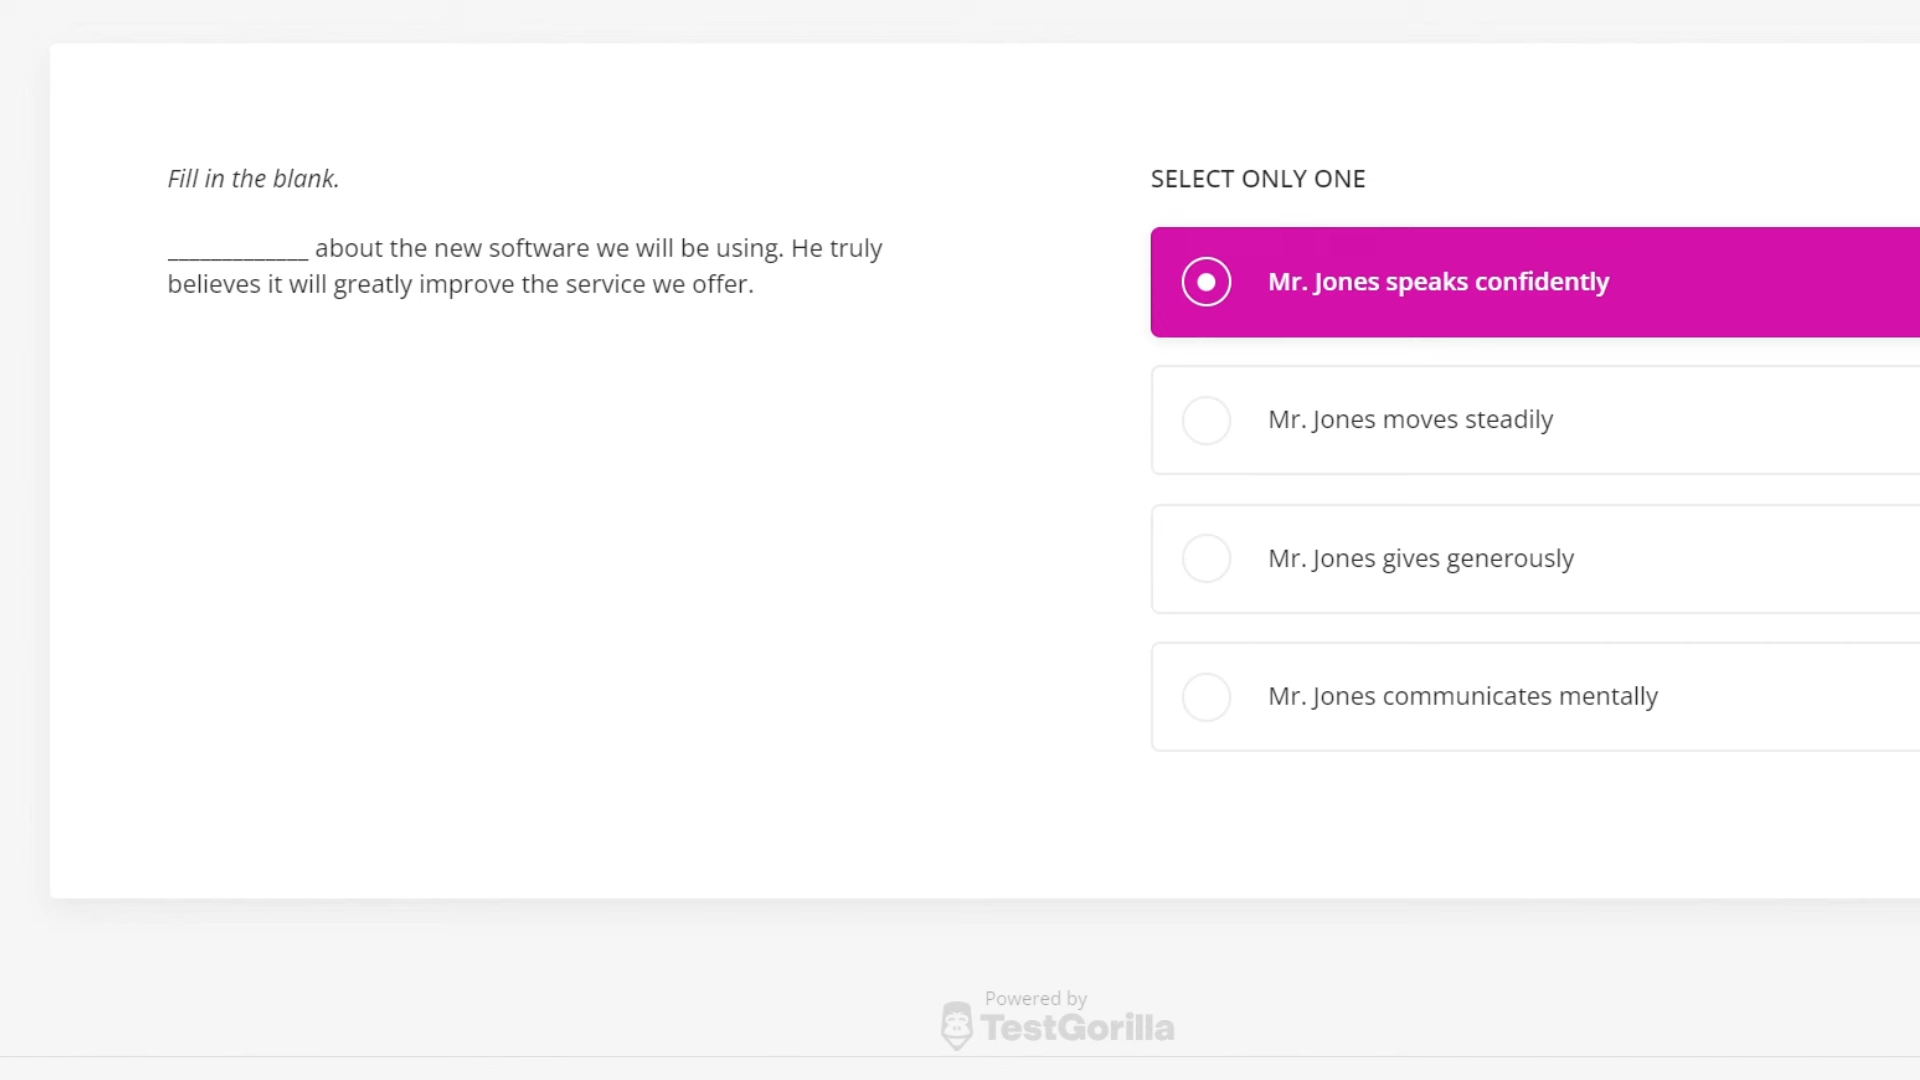 Fill in the blank.
_____________ about the new software we will be using. He truly
believes it will greatly improve the service we offer.
SELECT ONLY ONE
Mr. Jones speaks confidently
Mr. Jones moves steadily
Mr. Jones gives generously
Mr. Jones communicates mentally
Powered by
TestGorilla